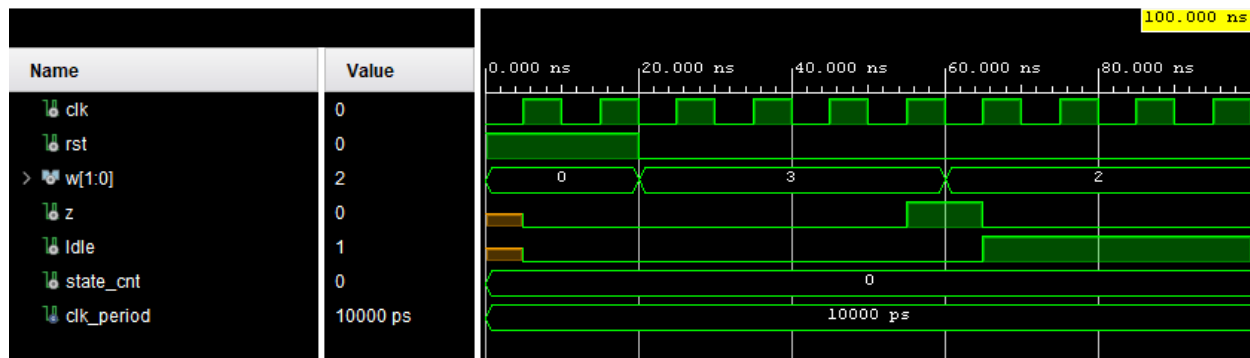 100.000 ns
Name Value 0.000 ns 20.000 ns 40.000 ns 60.000 ns 80.000 ns
clk 0
rst 0
> w[1:0] 2 0 3 2
z 0
Idle 1
state_cnt 0 0
clk_period 10000 ps 10000 ps